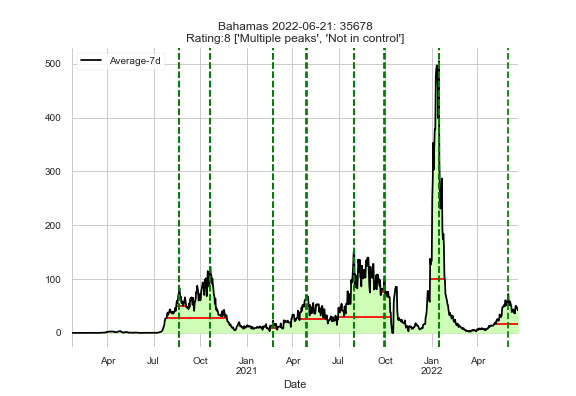 Bahamas 2022-06-21: 35678
Rating:8 ['Multiple peaks', 'Not in control']
Average-7d
500
400
300
200
100
0
Apr Jul Oct Jan Apr Jul Oct Jan Apr
2021 2022
Date